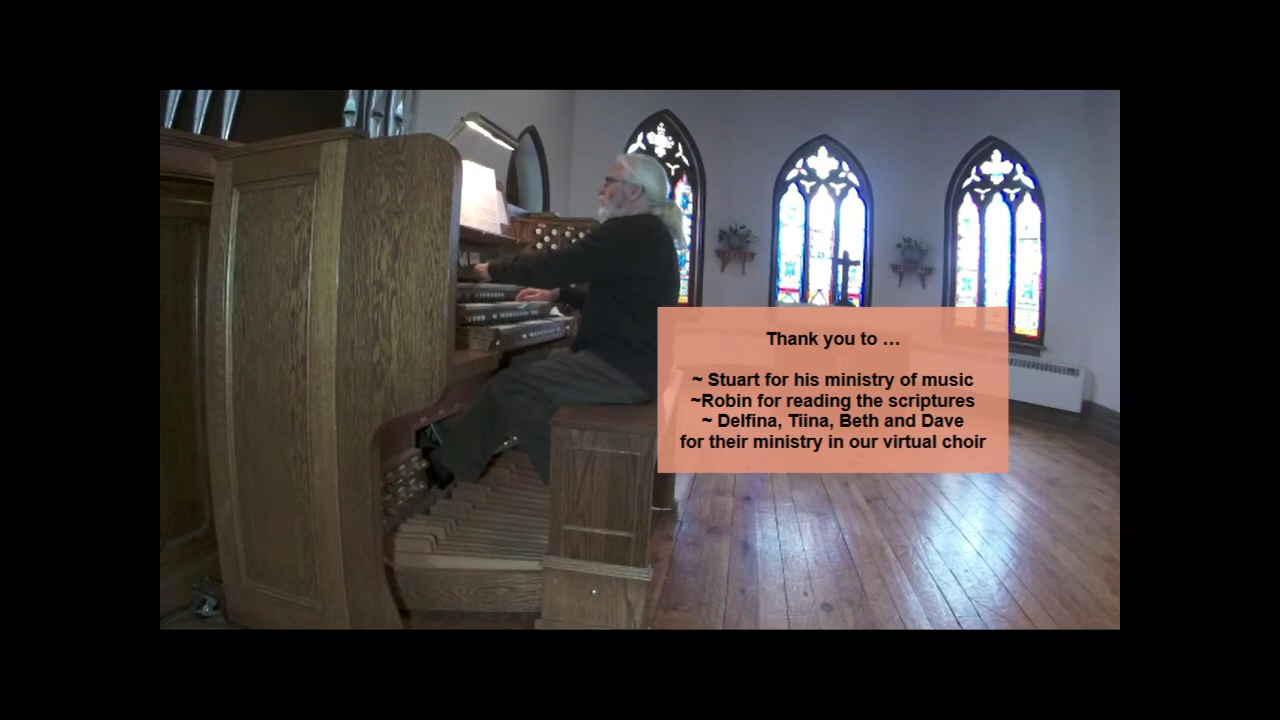 Thank you to …
~ Stuart for his ministry of music
~Robin for reading the scriptures
~ Delfina, Tiina, Beth and Dave
for their ministry in our virtual choir